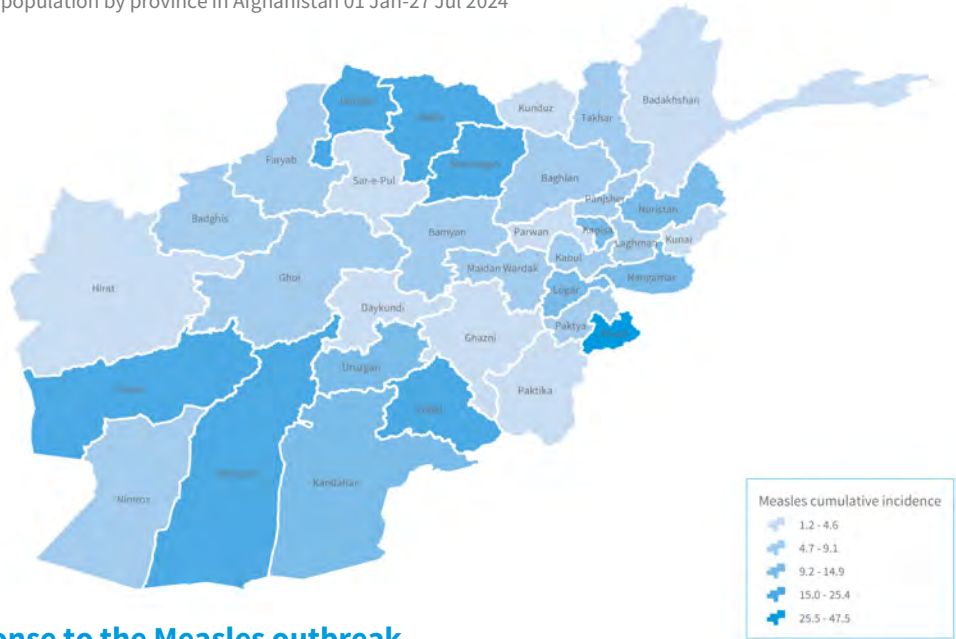 population by province in Afghanistan 01 Jan-27 Jul 2024
Badakhshan
Kunduz
Takhar
Faryab
Sar-e-Pul
Baghlan
Panjsher
Nuristan
Badghis
Bamyan
Parwan
Kapisa
Laghman
Kunar
Kabul
Maidan Wardak
Nangarhar
Ghor
Hirat
Logar
Daykundi
Paktya
Ghazni
Uruzgan
Paktika
Kandahar
Nimroz
Measles cumulative incidence
1.2 - 4.6
4.7 - 9.1
9.2 - 14.9
15.0 - 25.4
25.5 - 47.5
onse to the Measles outbreak